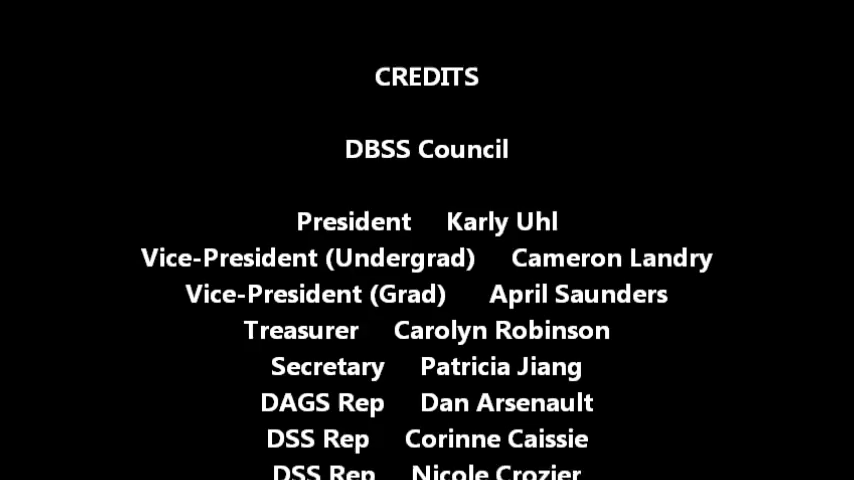 CREDITS
DBSS Council
President Karly Uhl
Vice-President (Undergrad) Cameron Landry
Vice-President (Grad) April Saunders
Treasurer Carolyn Robinson
Secretary Patricia Jiang
DAGS Rep Dan Arsenault
DSS Rep Corinne Caissie
DSS Rep Nicole Crozier